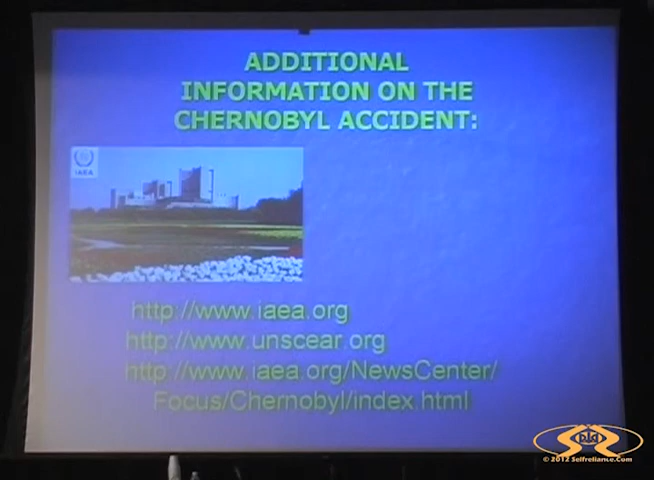 ADDITIONAL
INFORMATION ON THE
CHERNOBYL ACCIDENT:
IAEA
http://www.iaea.org
http://www.unscear.org
http://www.iaea.org/NewsCenter/
Focus/Chernobyl/index.html
© 2012 Selfreliance.Com